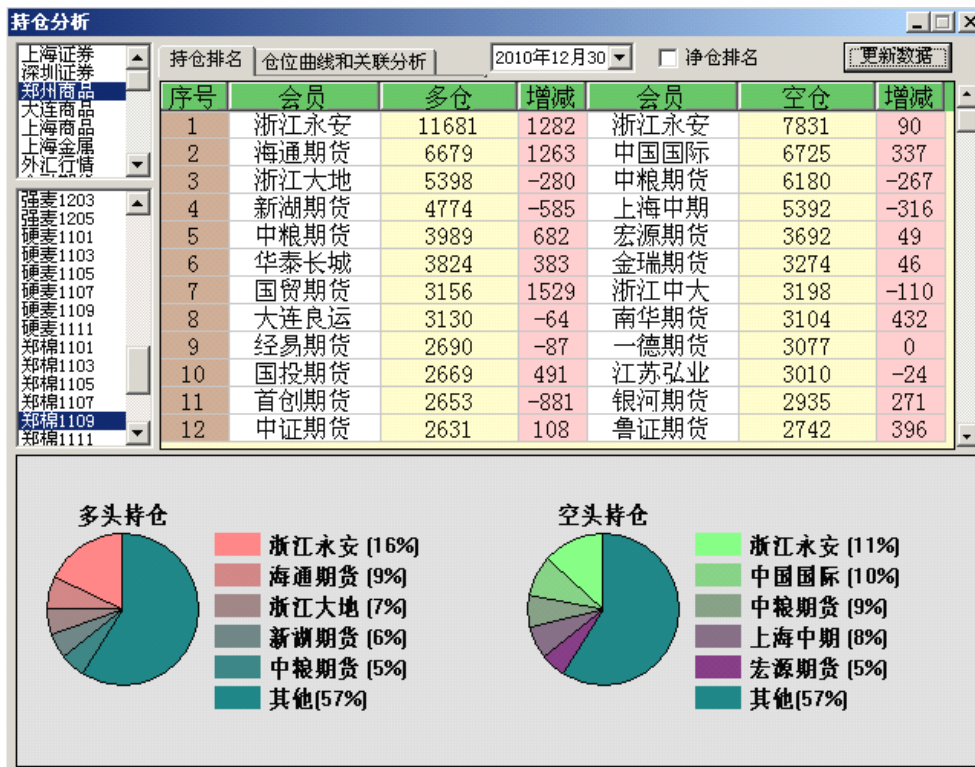 持仓分析
上海证券
深圳证券
郑州商品
大连商品
上海商品
上海金属
外汇行情
强麦1203
强麦1205
硬麦1101
硬麦1103
硬麦1105
硬麦1107
硬麦1109
硬麦1111
郑棉1101
郑棉1103
郑棉1105
郑棉1107
郑棉1109
郑棉1111
持仓排名 仓位曲线和关联分析 2010年12月30 净仓排名 更新数据
序号 会员 多仓 增减 会员 空仓 增减
1 浙江永安 11681 1282 浙江永安 7831 90
2 海通期货 6679 1263 中国国际 6725 337
3 浙江大地 5398 -280 中粮期货 6180 -267
4 新湖期货 4774 -585 上海中期 5392 -316
5 中粮期货 3989 682 宏源期货 3692 49
6 华泰长城 3824 383 金瑞期货 3274 46
7 国贸期货 3156 1529 浙江中大 3198 -110
8 大连良运 3130 -64 南华期货 3104 432
9 经易期货 2690 -87 一德期货 3077 0
10 国投期货 2669 491 江苏弘业 3010 -24
11 首创期货 2653 -881 银河期货 2935 271
12 中证期货 2631 108 鲁证期货 2742 396
多头持仓
浙江永安 (16%)
海通期货 (9%)
浙江大地 (7%)
新湖期货 (6%)
中粮期货 (5%)
其他(57%)
空头持仓
浙江永安 (11%)
中国国际 (10%)
中粮期货 (9%)
上海中期 (8%)
宏源期货 (5%)
其他(57%)